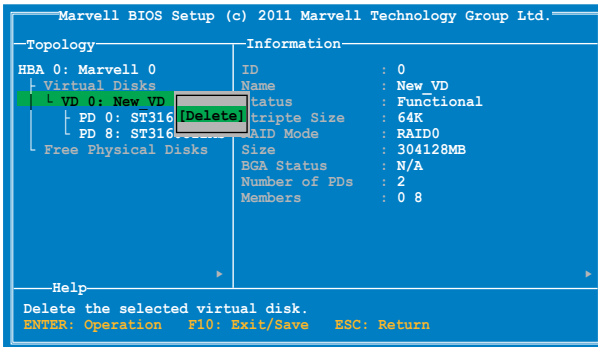 Marvell BIOS Setup (c) 2011 Marvell Technology Group Ltd.
Topology
HBA 0: Marvell 0
Virtual Disks
VD 0: New_VD
PD 0: ST316
PD 8: ST316
Free Physical Disks
[Delete]
Information
ID : 0
Name : New_VD
tatus : Functional
tripte Size : 64K
AID Mode : RAID0
Size : 304128MB
BGA Status : N/A
Number of PDs : 2
Members : 0 8
Help
Delete the selected virtual disk.
ENTER: Operation F10: Exit/Save ESC: Return